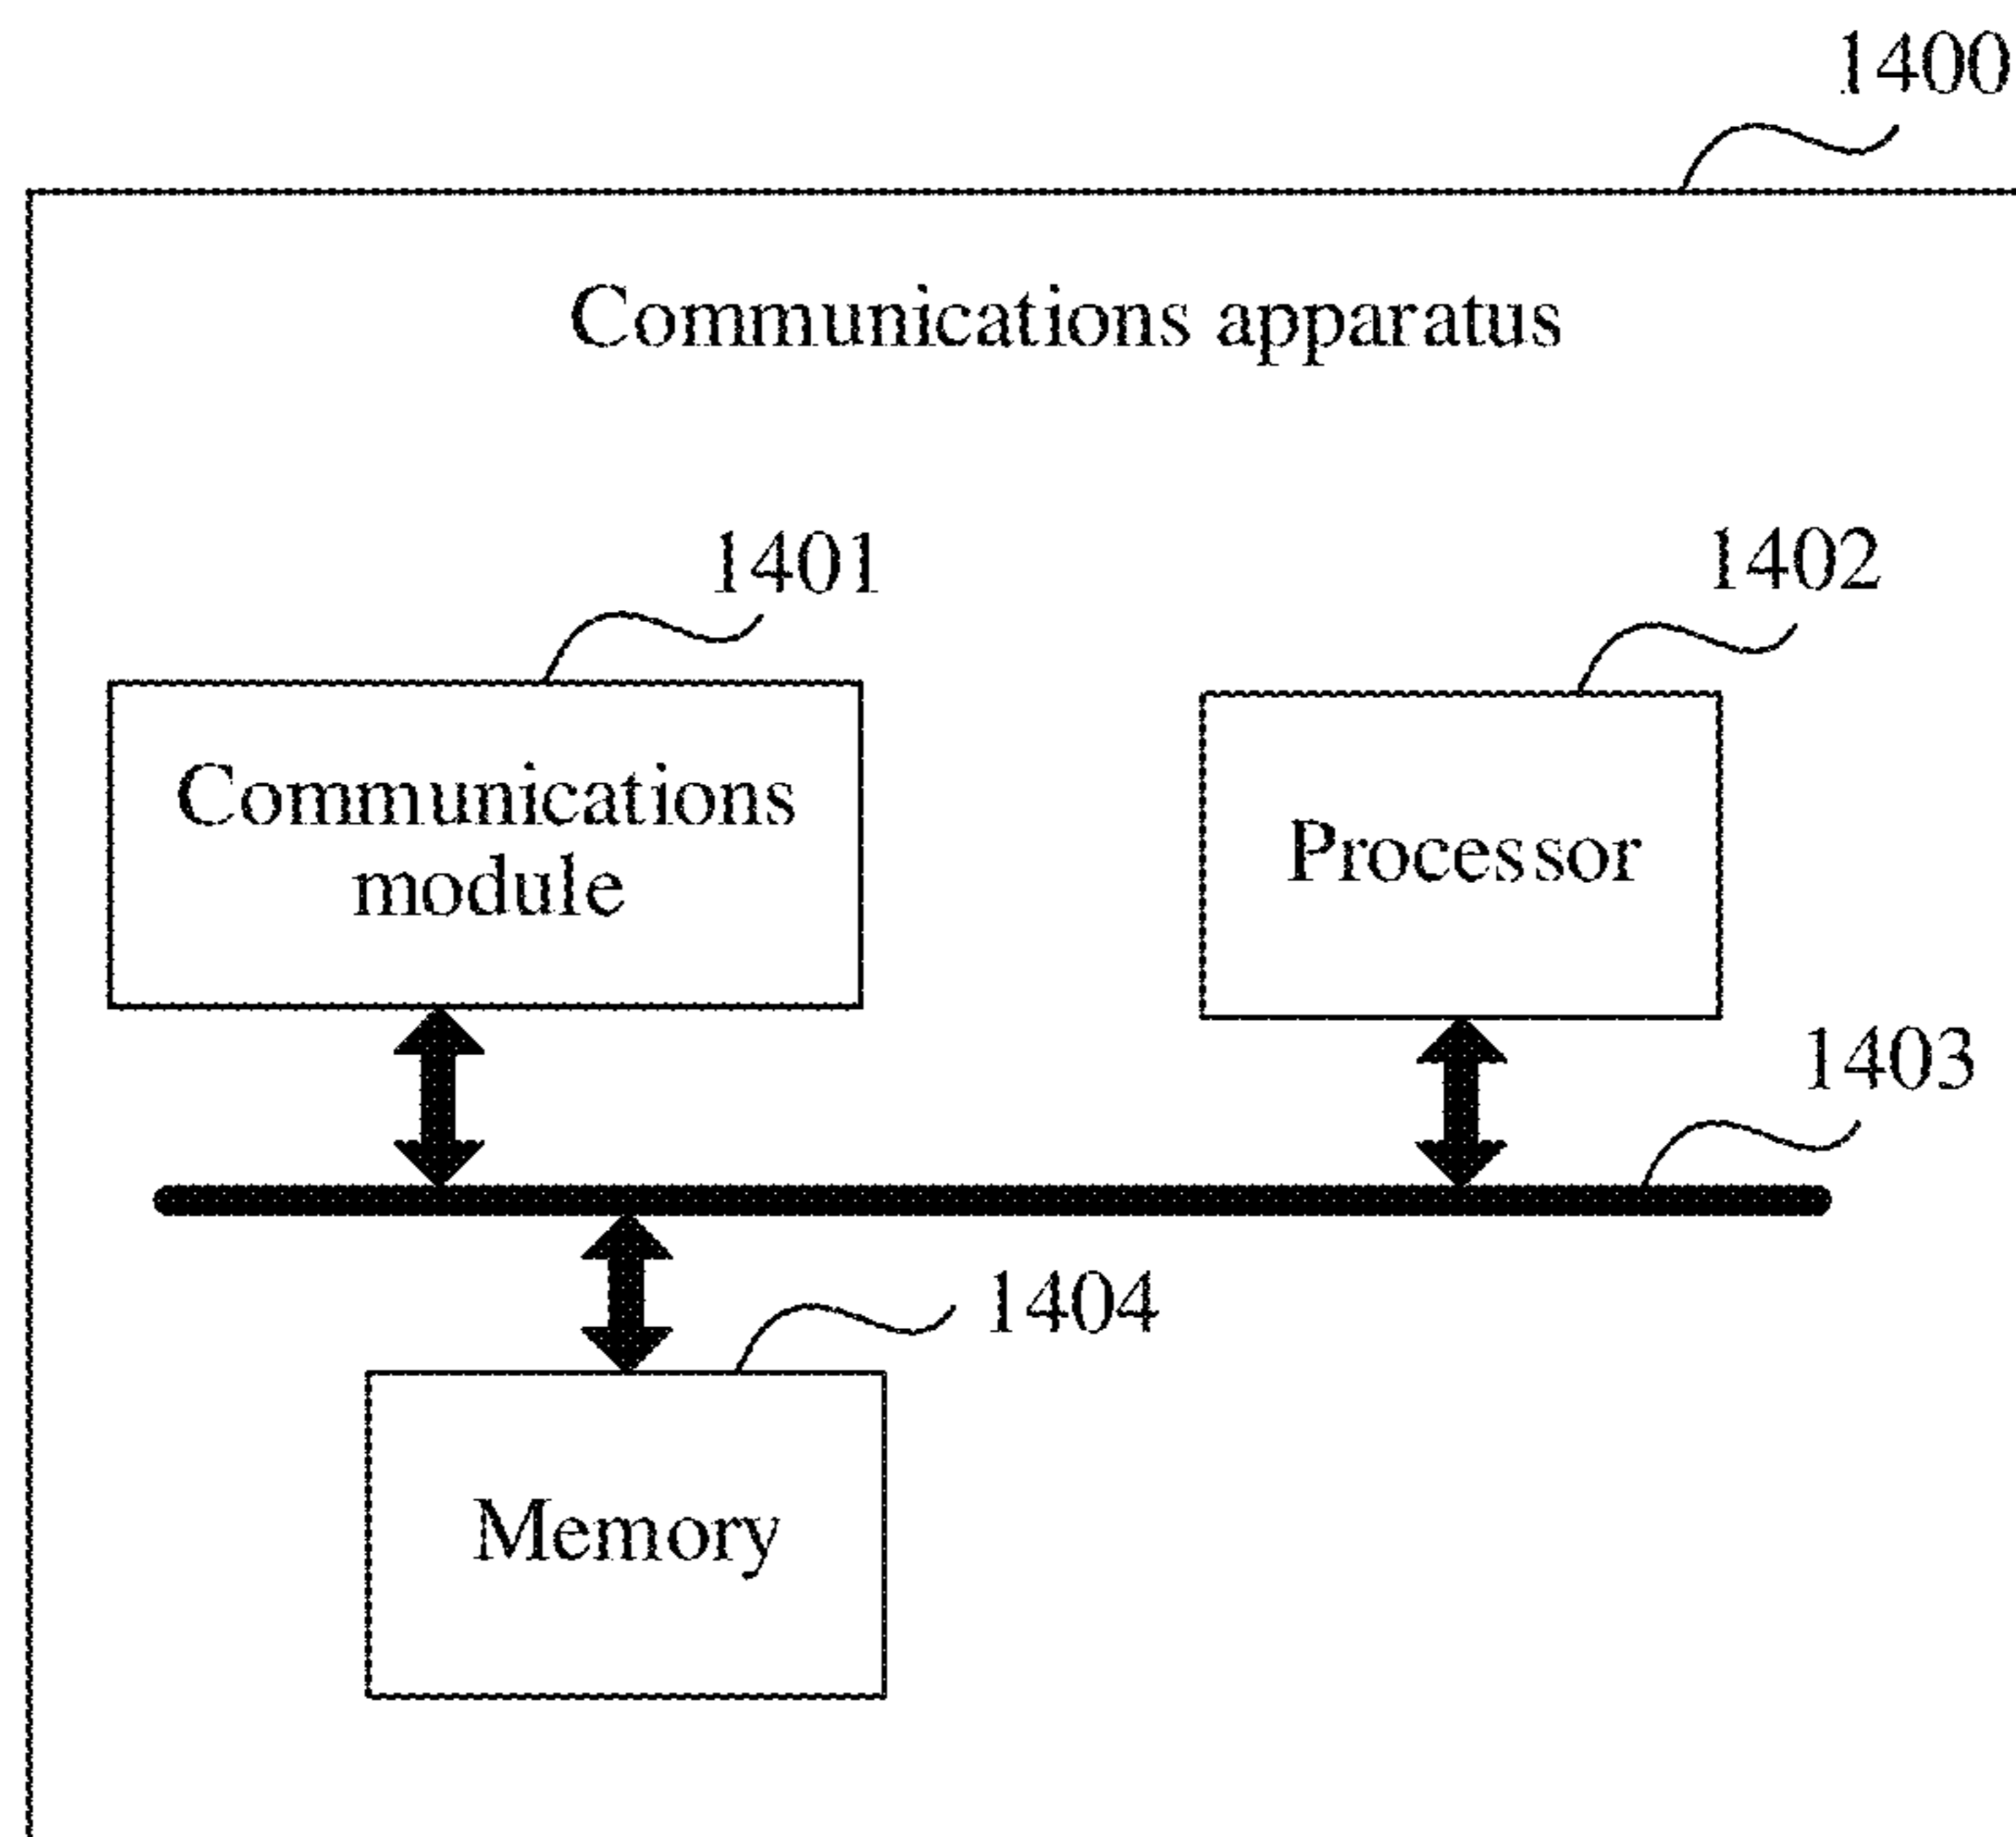 1400
Communications apparatus
1401
1402
Communications
module
Processor
1403
1404
Memory